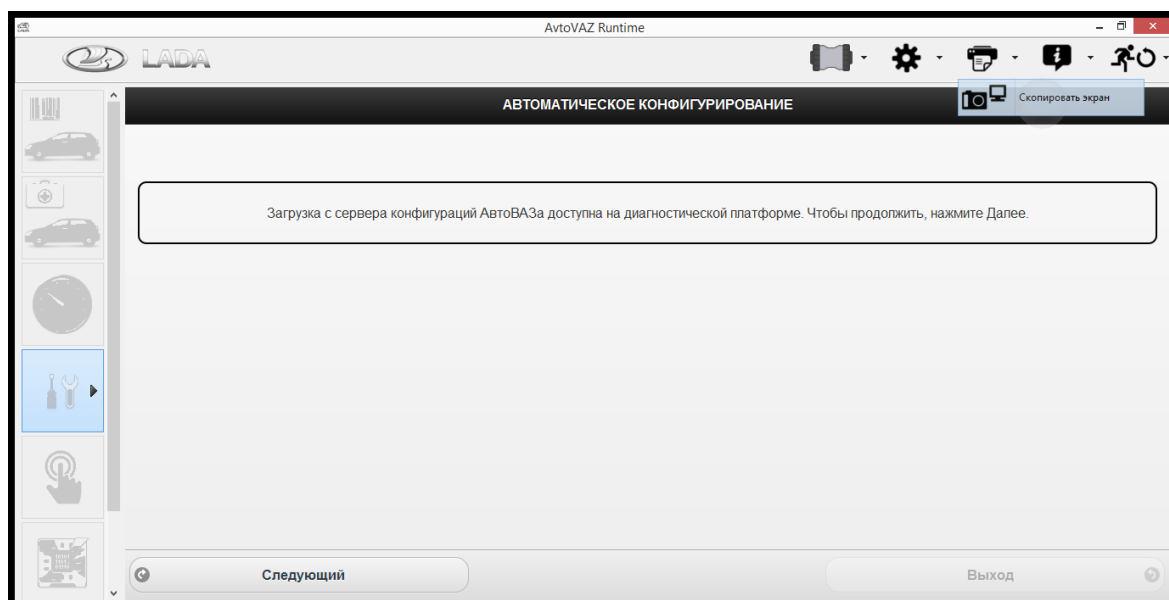 AvtoVAZ Runtime
LADA
Скопировать экран
АВТОМАТИЧЕСКОЕ КОНФИГУРИРОВАНИЕ
Загрузка с сервера конфигураций АвтоВАЗа доступна на диагностической платформе. Чтобы продолжить, нажмите Далее.
Следующий
Выход